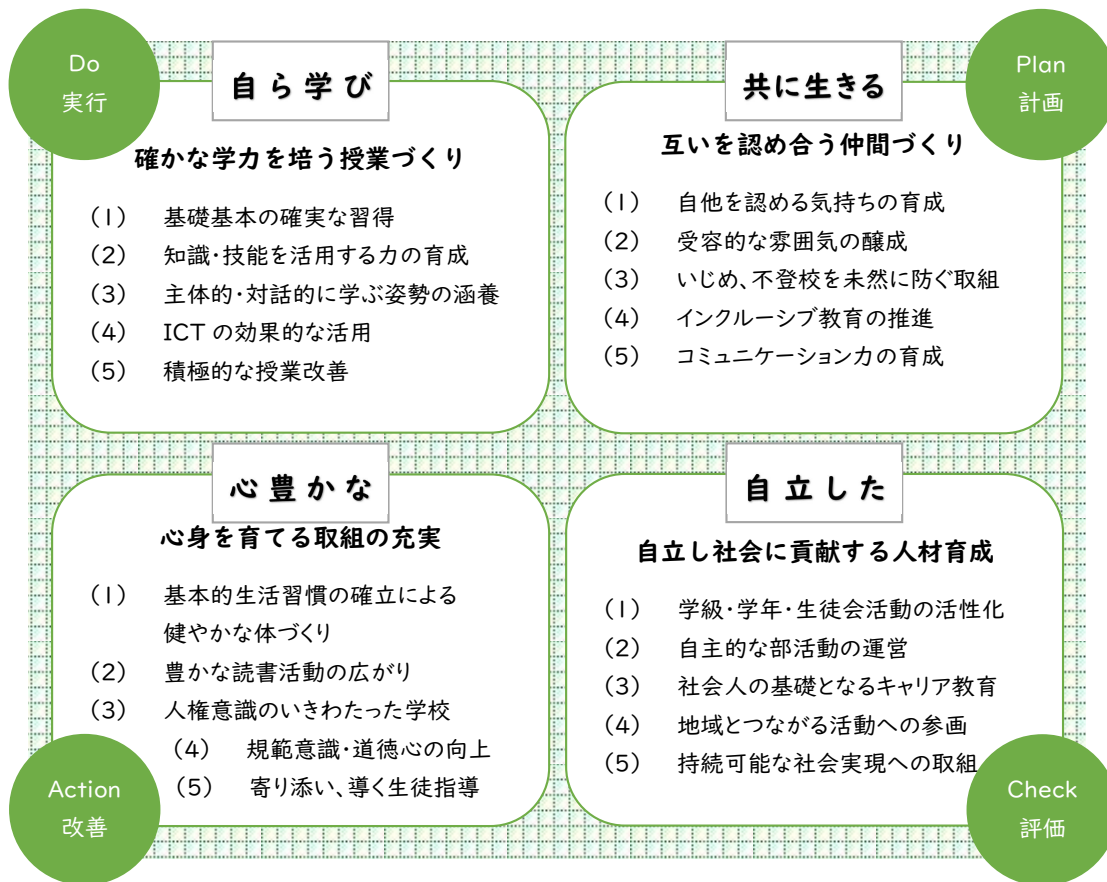 Do
実行
自ら学び
確かな学力を培う授業づくり
(1) 基礎基本の確実な習得
(2) 知識・技能を活用する力の育成
(3) 主体的・対話的に学ぶ姿勢の涵養
(4) ICT の効果的な活用
(5) 積極的な授業改善
Plan
計画
共に生きる
互いを認め合う仲間づくり
(1) 自他を認める気持ちの育成
(2) 受容的な雰囲気の醸成
(3) いじめ、不登校を未然に防ぐ取組
(4) インクルーシブ教育の推進
(5) コミュニケーション力の育成
心豊かな
心身を育てる取組の充実
(1) 基本的生活習慣の確立による
健やかな体づくり
(2) 豊かな読書活動の広がり
(3) 人権意識のいきわたった学校
(4) 規範意識・道徳心の向上
(5) 寄り添い、導く生徒指導
Action
改善
自立した
自立し社会に貢献する人材育成
(1) 学級・学年・生徒会活動の活性化
(2) 自主的な部活動の運営
(3) 社会人の基礎となるキャリア教育
(4) 地域とつながる活動への参画
(5) 持続可能な社会実現への取組
Check
評価